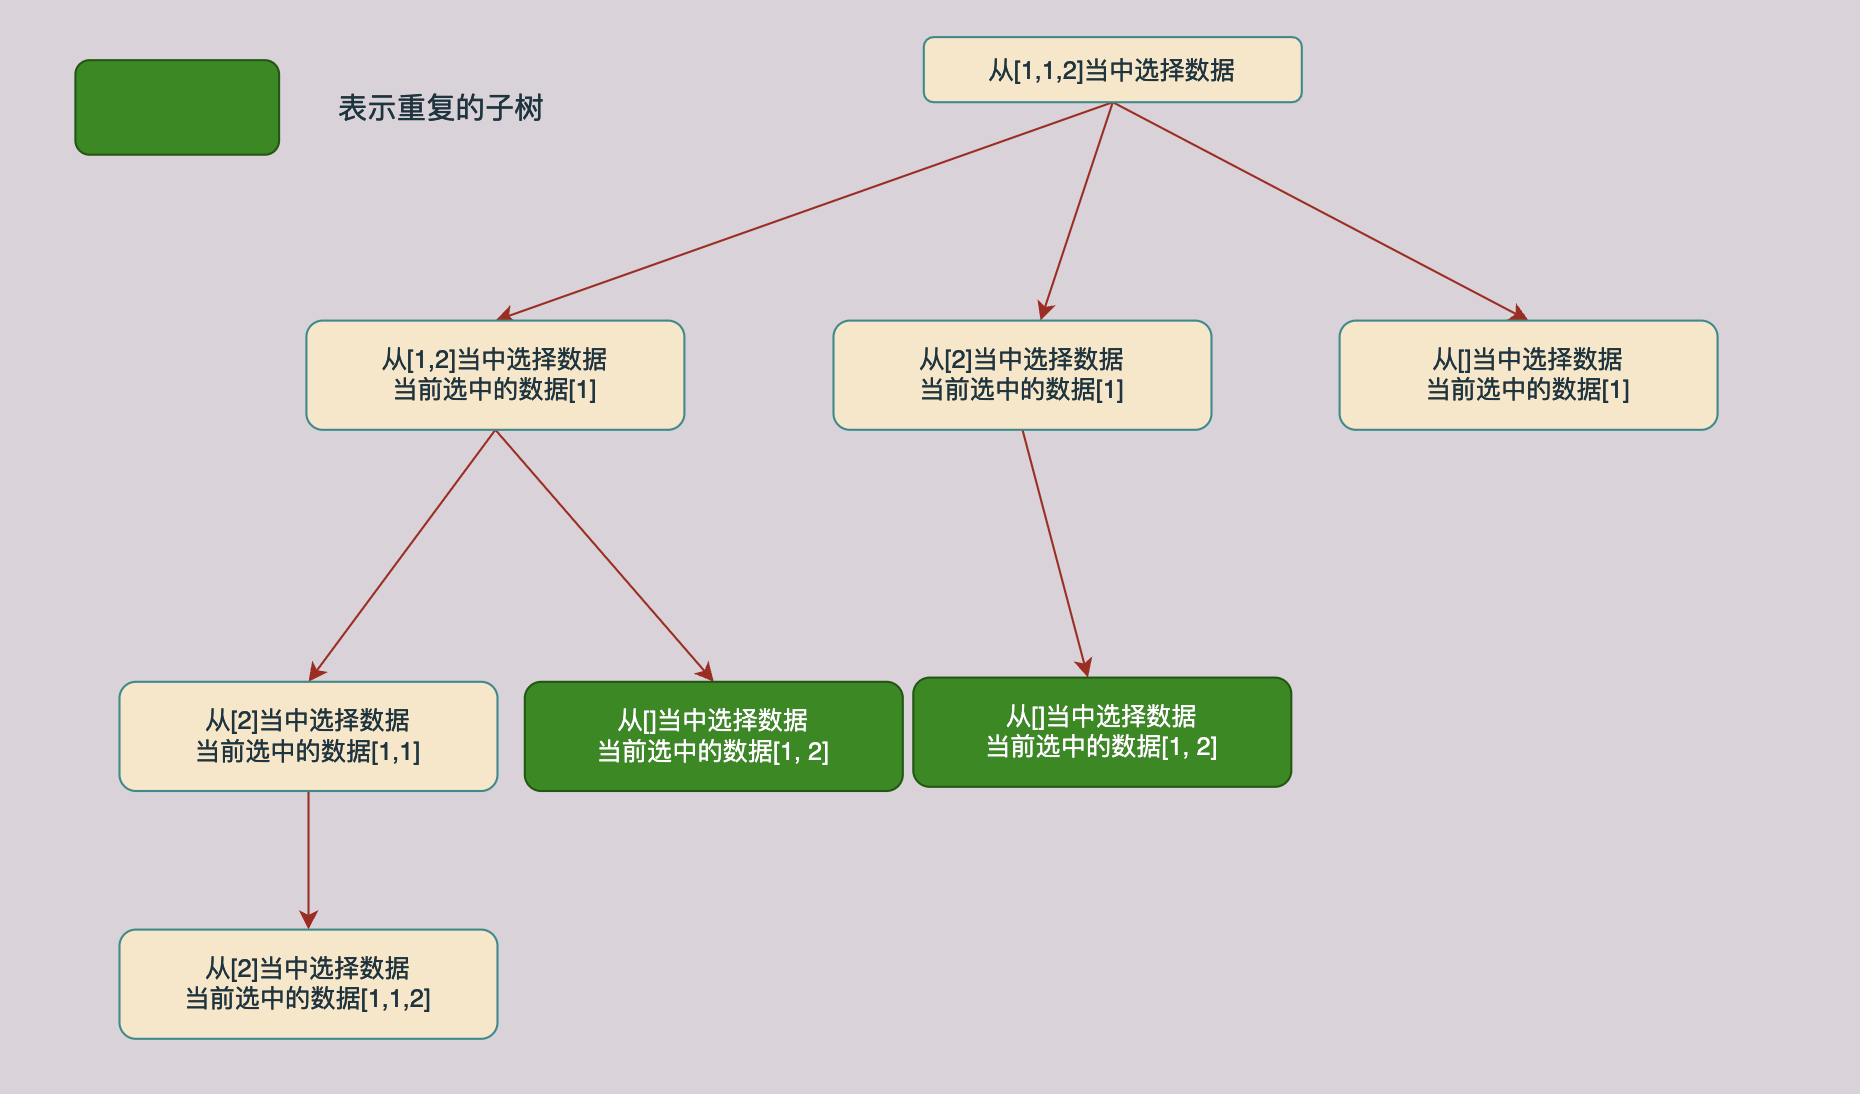 从[1,1,2]当中选择数据
表示重复的子树
从[1,2]当中选择数据
当前选中的数据[1]
从[2]当中选择数据
当前选中的数据[1]
从[]当中选择数据
当前选中的数据[1]
从[2]当中选择数据
当前选中的数据[1,1]
从[]当中选择数据
当前选中的数据[1, 2]
从[]当中选择数据
当前选中的数据[1, 2]
从[2]当中选择数据
当前选中的数据[1,1,2]